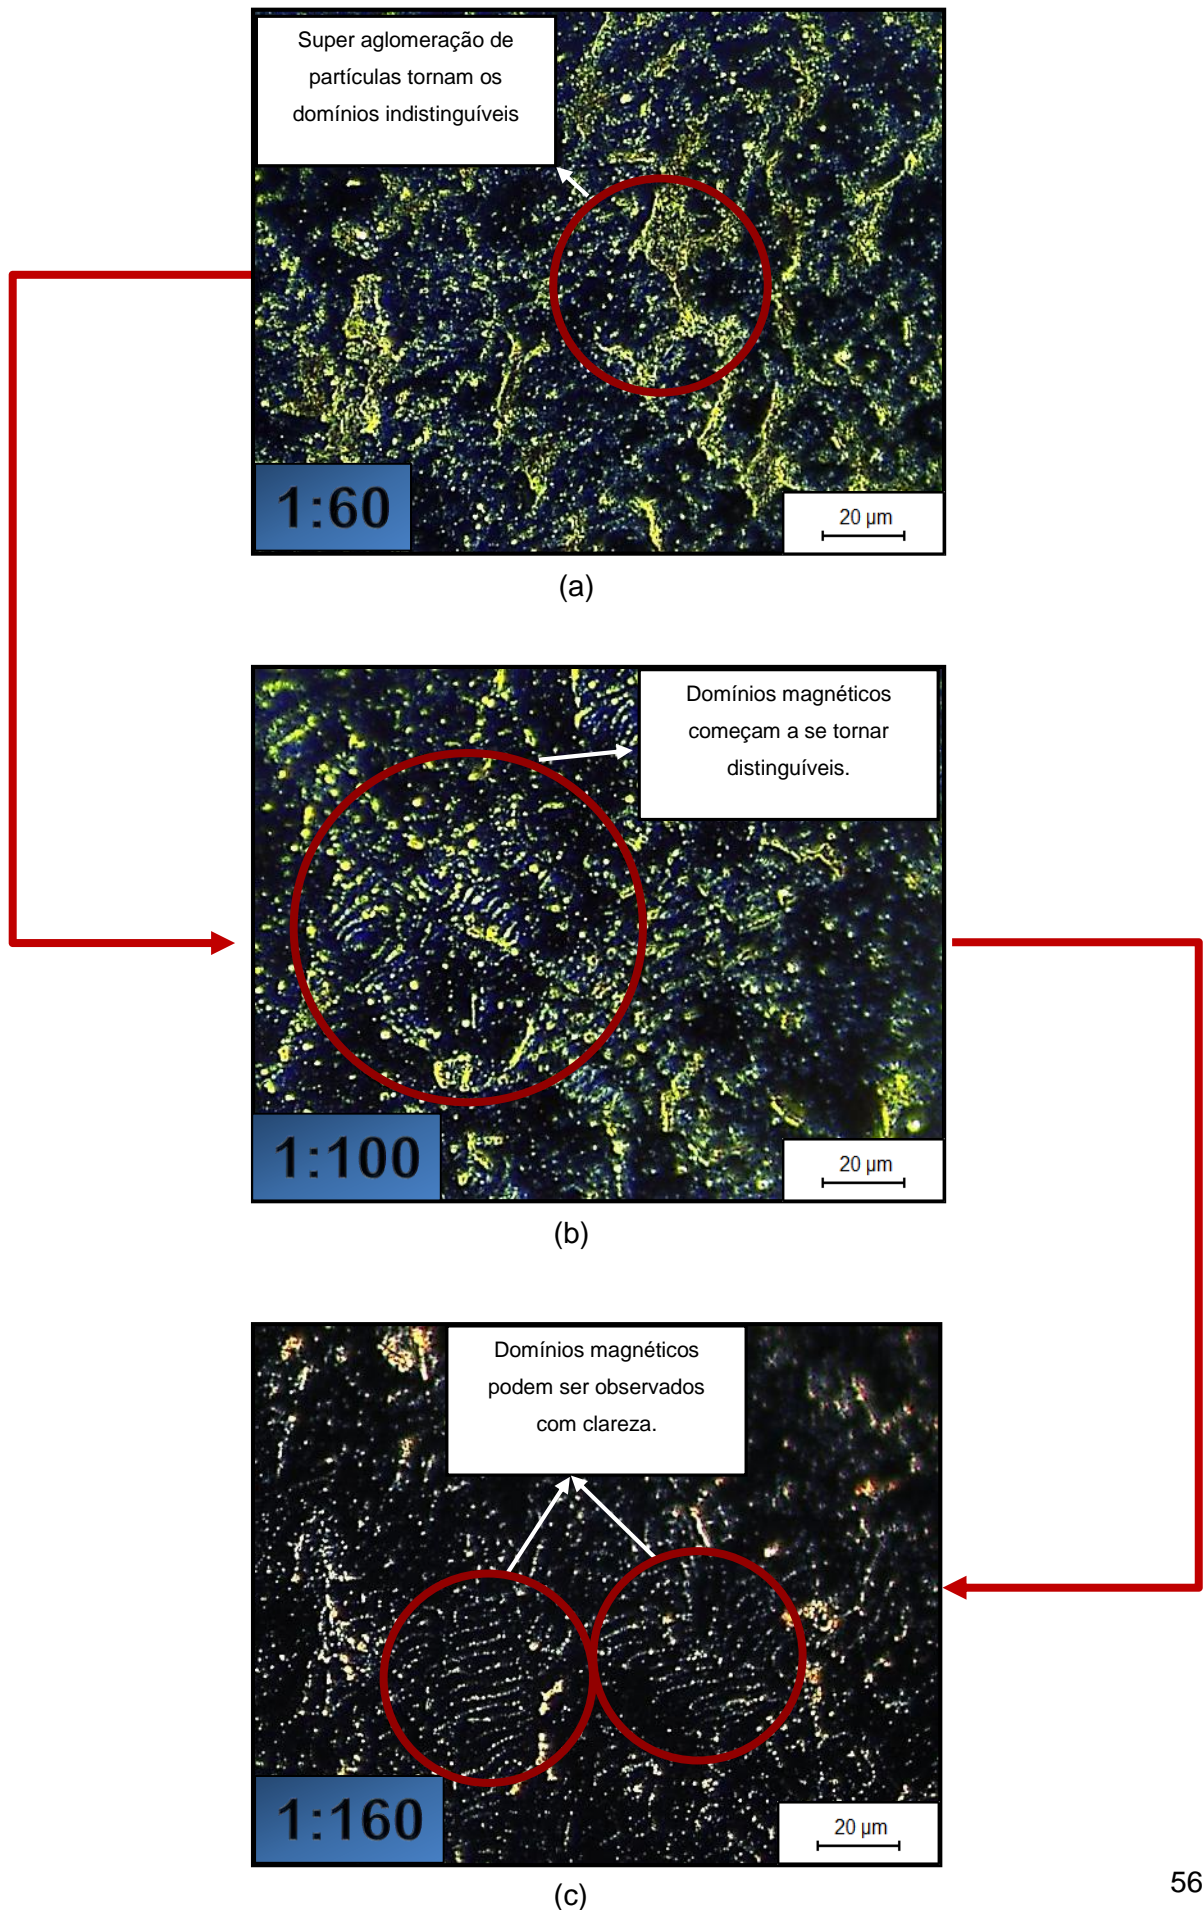 Super aglomeração de
partículas tornam os
domínios indistinguíveis
1:60
20 µm
(a)
Domínios magnéticos
começam a se tornar
distinguíveis.
1:100
20 µm
(b)
Domínios magnéticos
podem ser observados
com clareza.
1:160
20 µm
(c)
56